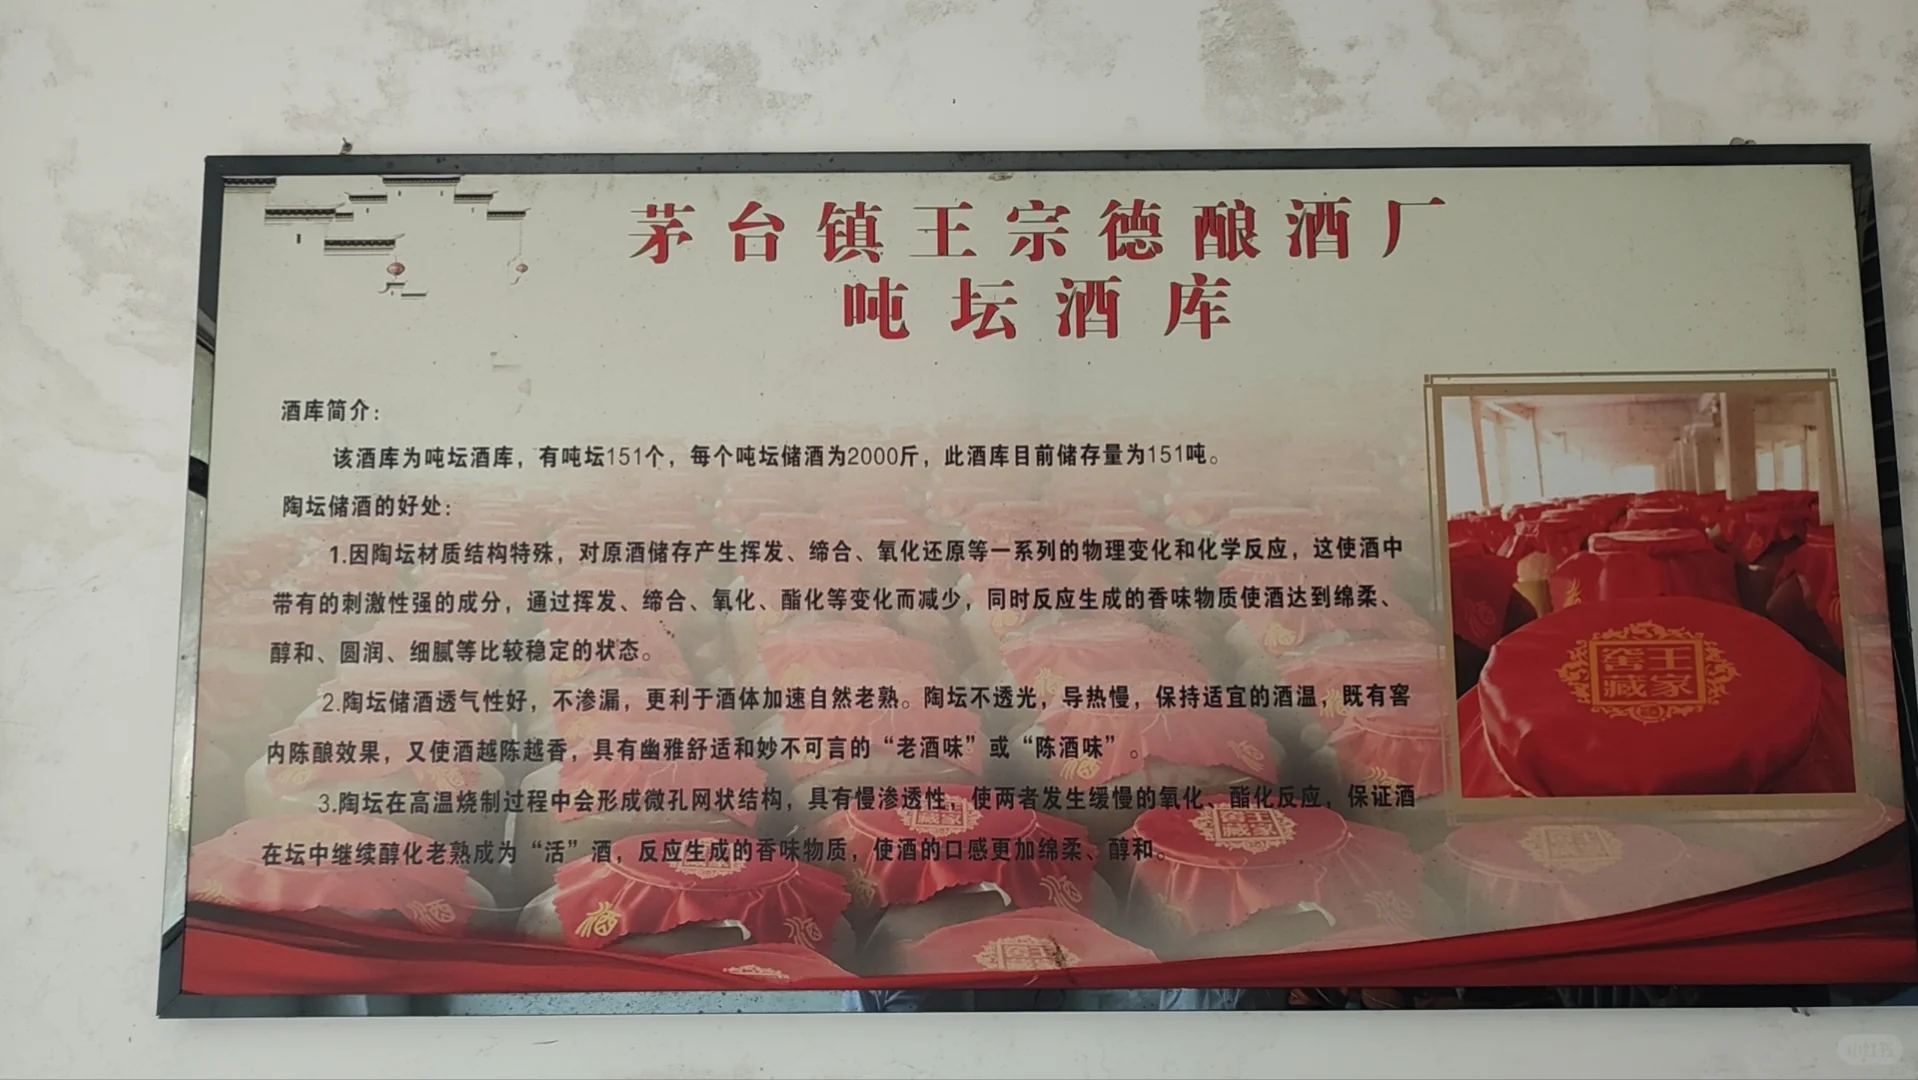 茅台镇王宗德酿酒厂
吨坛酒库
酒库简介：
该酒库为吨坛酒库，有吨坛151个，每个吨坛储酒为2000斤，此酒库目前储存量为151吨。
陶坛储酒的好处：
1.因陶坛材质结构特殊，对原酒储存产生挥发、缔合、氧化还原等一系列的物理变化和化学反应，这使酒中
带有的刺激性强的成分，通过挥发、缔合、氧化、酯化等变化而减少，同时反应生成的香味物质使酒达到绵柔、
醇和、圆润、细腻等比较稳定的状态。
2.陶坛储酒透气性好，不渗漏，更利于酒体加速自然老熟。陶坛不透光，导热慢，保持适宜的酒温，既有窖
内陈酿效果，又使酒越陈越香，具有幽雅舒适和妙不可言的“老酒味”或“陈酒味”。
3.陶坛在高温烧制过程中会形成微孔网状结构，具有慢渗透性，使两者发生缓慢的氧化、酯化反应，保证酒
在坛中继续醇化老熟成为“活”酒，反应生成的香味物质，使酒的口感更加绵柔、醇和。
王家
窖藏
王家
窖藏
酒
小红书